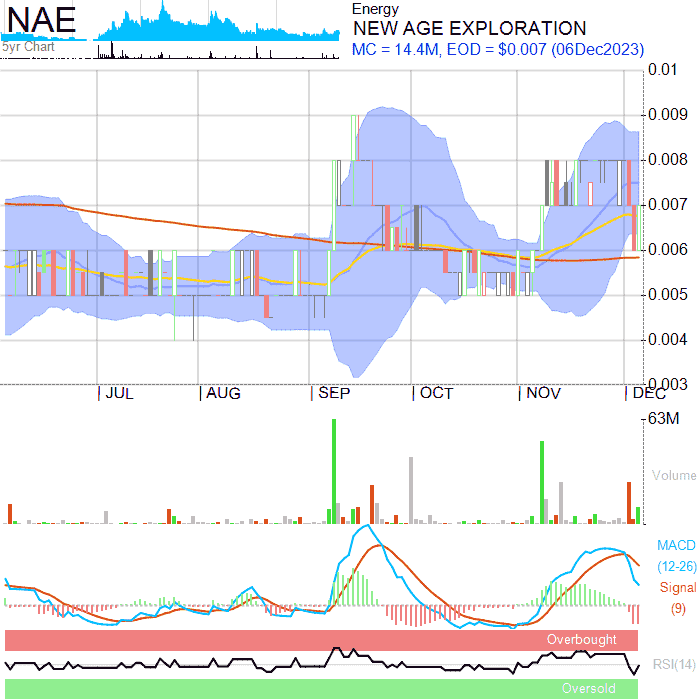 NAE
5yr Chart
Energy
NEW AGE EXPLORATION
MC = 14.4M, EOD = $0.007 (06Dec2023)
0.01
0.009
0.008
0.007
0.006
0.005
0.004
0.003
JUL
AUG
SEP
OCT
NOV
DEC
63M
Volume
MACD
(12-26)
Signal
(9)
Overbought
RSI(14)
Oversold